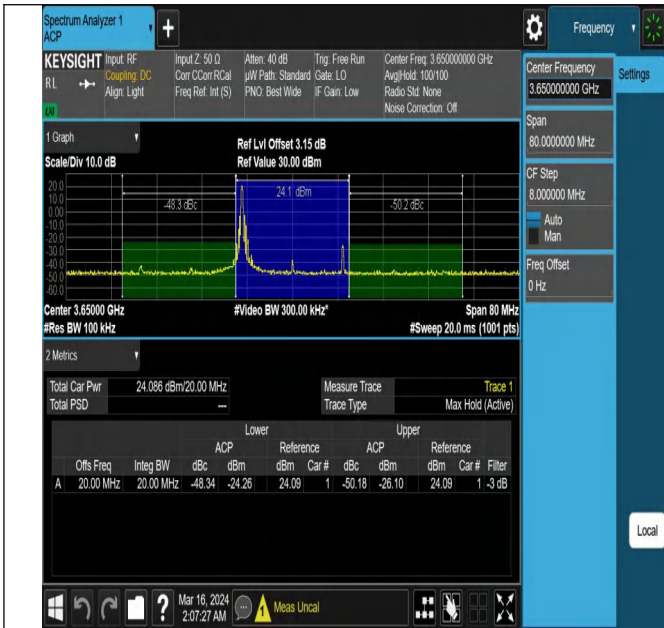 Spectrum Analyzer 1
ACP
Frequency
KEYSIGHT Input: RF Input Z: 50 Ω Atten: 40 dB Trig: Free Run Center Freq: 3.650000000 GHz
RL Coupling: DC Corr CCorr RCal µW Path: Standard Gate: LO Avg|Hold: 100/100
Align: Light Freq Ref: Int (S) PNO: Best Wide IF Gain: Low Radio Std: None
LXI Noise Correction: Off
1 Graph
Ref Lvl Offset 3.15 dB
Scale/Div 10.0 dB Ref Value 30.00 dBm
20.0
10.0
0.00
-10.0
-20.0
-30.0
-40.0
-50.0
-60.0
-48.3 dBc 24.1 dBm -50.2 dBc
Center 3.65000 GHz #Video BW 300.00 kHz* Span 80 MHz
#Res BW 100 kHz #Sweep 20.0 ms (1001 pts)
2 Metrics
Total Car Pwr 24.086 dBm/20.00 MHz Measure Trace Trace 1
Total PSD --- Trace Type Max Hold (Active)
Lower Upper
ACP Reference ACP Reference
Offs Freq Integ BW dBc dBm dBm Car # dBc dBm dBm Car # Filter
A 20.00 MHz 20.00 MHz -48.34 -24.26 24.09 1 -50.18 -26.10 24.09 1 -3 dB
Center Frequency
3.650000000 GHz
Settings
Span
80.0000000 MHz
CF Step
8.000000 MHz
Auto
Man
Freq Offset
0 Hz
Local
? Mar 16, 2024
2:07:27 AM
1 Meas Uncal